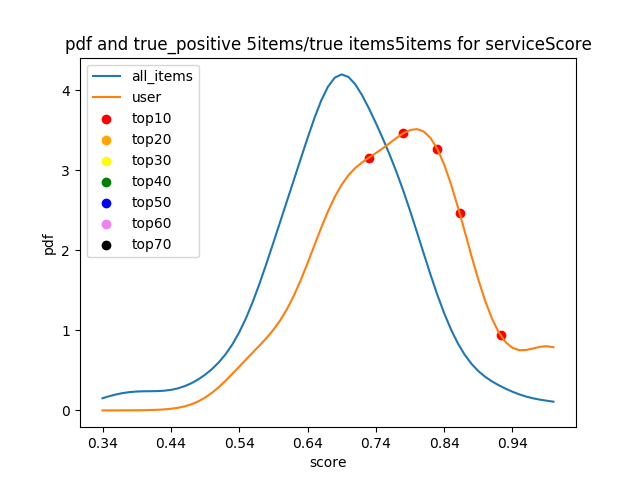 pdf and true_positive 5items/true items5items for serviceScore
all_items
user
top10
top20
top30
top40
top50
top60
top70
4
3
2
1
0
pdf
0.34 0.44 0.54 0.64 0.74 0.84 0.94
score